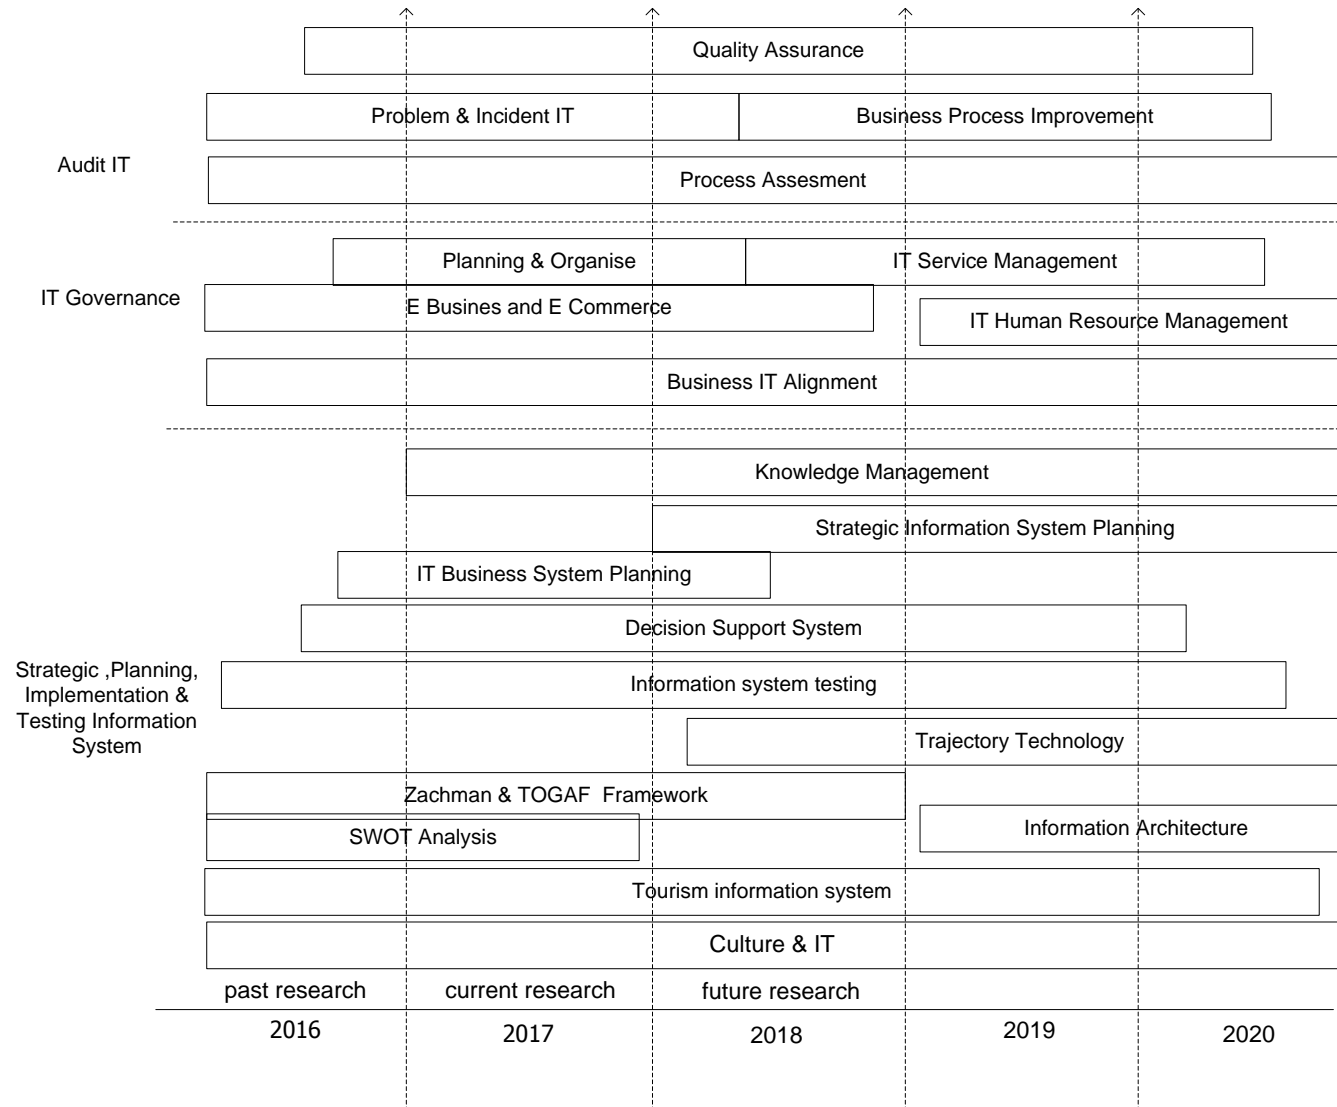 Quality Assurance
Problem & Incident IT
Business Process Improvement
Audit IT
Process Assesment
Planning & Organise
IT Service Management
IT Governance
E Busines and E Commerce
IT Human Resource Management
Business IT Alignment
Knowledge Management
Strategic Information System Planning
IT Business System Planning
Decision Support System
Strategic ,Planning,
Implementation &
Testing Information
System
Information system testing
Trajectory Technology
Zachman & TOGAF  Framework
SWOT Analysis
Information Architecture
Tourism information system
Culture & IT
past research
current research
future research
2016
2017
2018
2019
2020